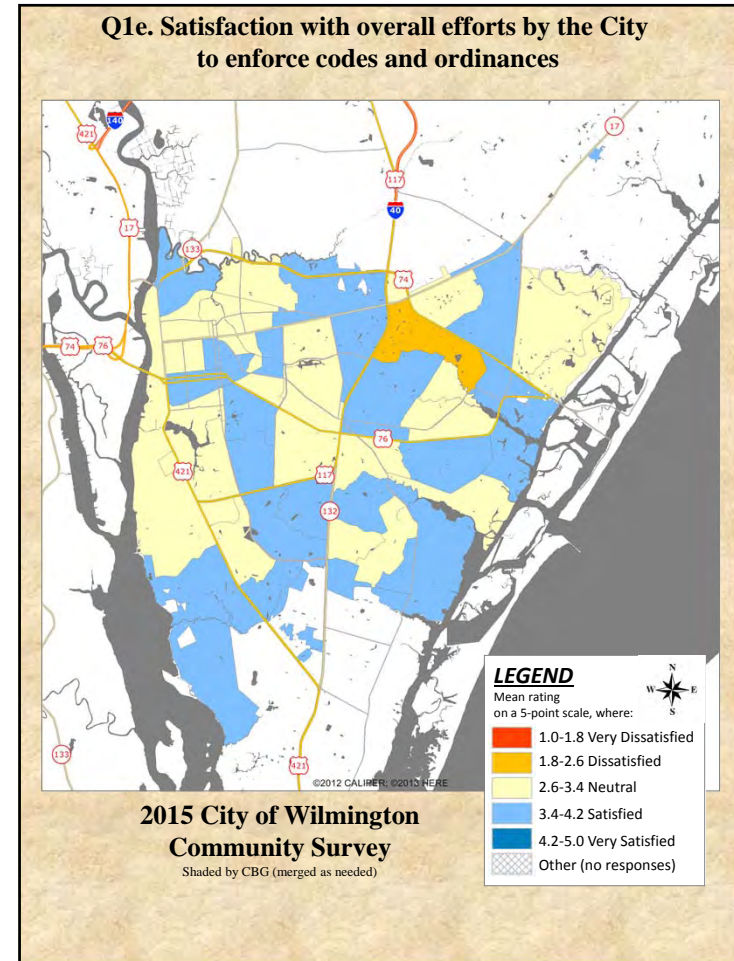 Q1e. Satisfaction with overall efforts by the City
to enforce codes and ordinances
140
421
17
117
40
17
133
74
74
76
76
421
117
132
133
421
©2012 CALIPER; ©2013 HERE
LEGEND
Mean rating
on a 5-point scale, where:
N
W E
S
1.0-1.8 Very Dissatisfied
1.8-2.6 Dissatisfied
2.6-3.4 Neutral
3.4-4.2 Satisfied
4.2-5.0 Very Satisfied
Other (no responses)
2015 City of Wilmington
Community Survey
Shaded by CBG (merged as needed)